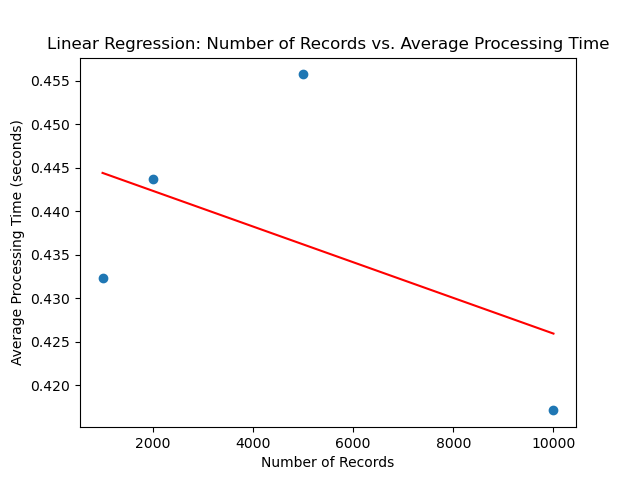 Linear Regression: Number of Records vs. Average Processing Time
0.455
0.450
0.445
0.440
0.435
0.430
0.425
0.420
Average Processing Time (seconds)
2000 4000 6000 8000 10000
Number of Records